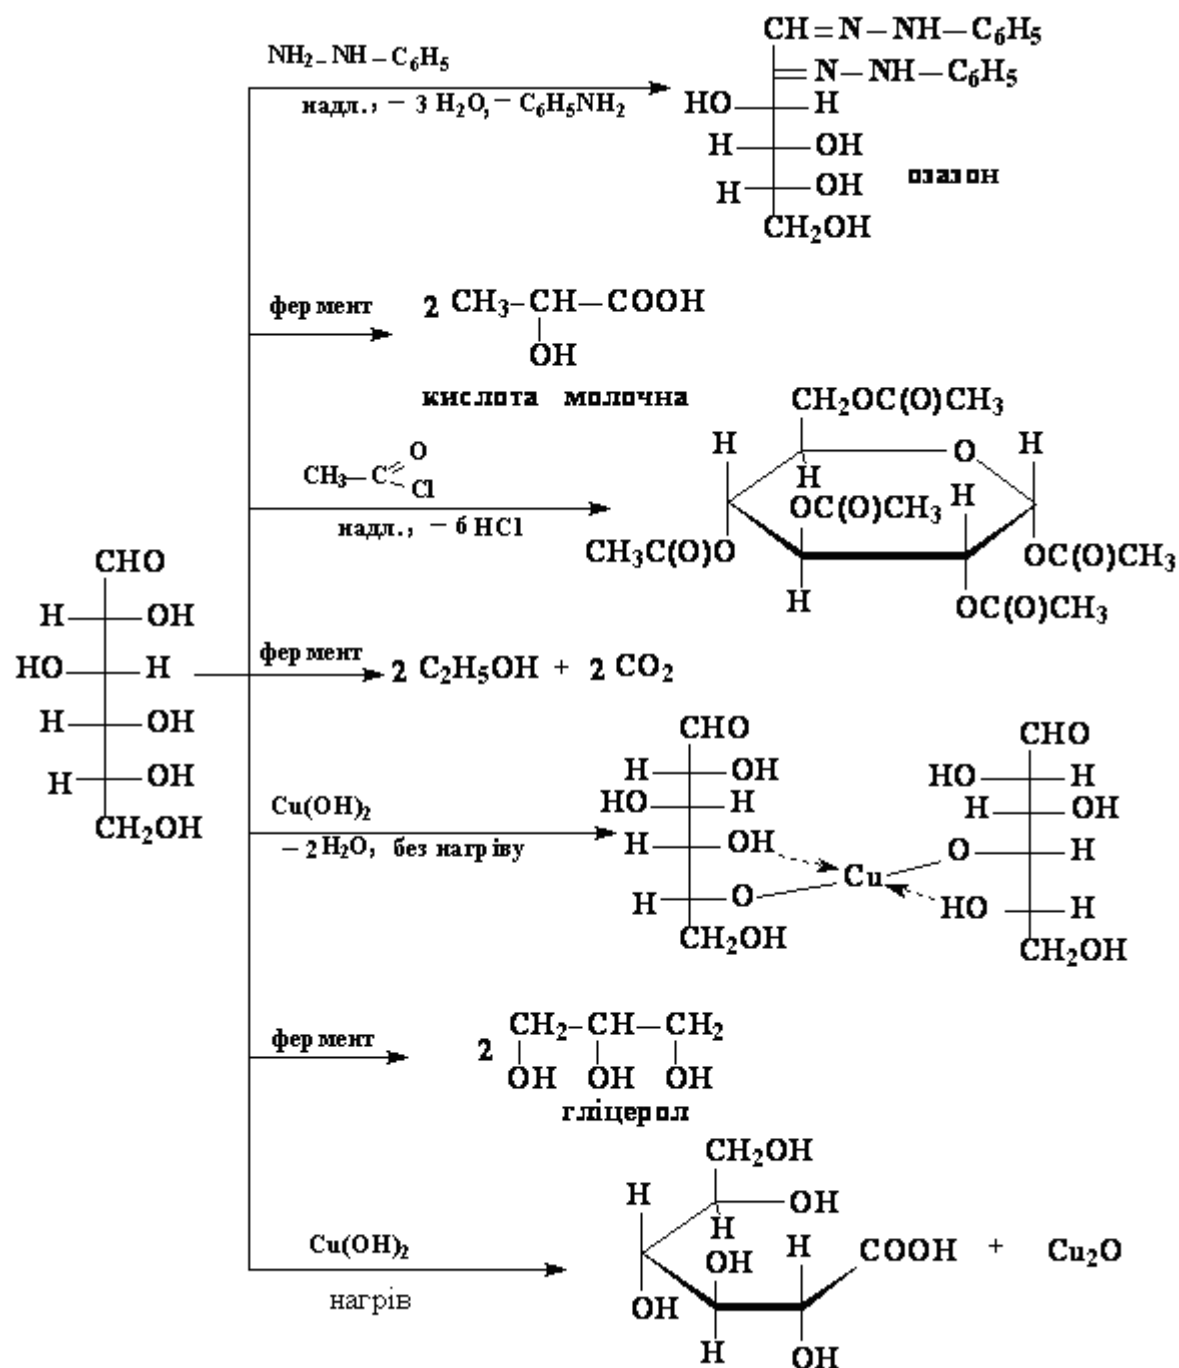 NH2-NH-C6H5
надл., - 3 H2O, - C6H5NH2
CH=N-NH-C6H5
=N-NH-C6H5
HO H
H OH
H OH
CH2OH
озазон
фермент
2 CH3-CH-COOH
OH
кислота молочна
CH3-C O
Cl
надл., - 6 HCl
CH2OC(O)CH3
H O H
H
OC(O)CH3 H
CH3C(O)O
OC(O)CH3
H
OC(O)CH3
CHO
H OH
HO H
H OH
H OH
CH2OH
фермент
2 C2H5OH + 2 CO2
Cu(OH)2
- 2H2O, без нагріву
CHO
H OH
HO H
H OH
H O
CH2OH
Cu
CHO
HO H
H OH
O H
HO H
CH2OH
фермент
2 CH2-CH-CH2
OH OH OH
гліцерол
Cu(OH)2
нагрів
CH2OH
H OH
H
OH H COOH + Cu2O
OH
H OH